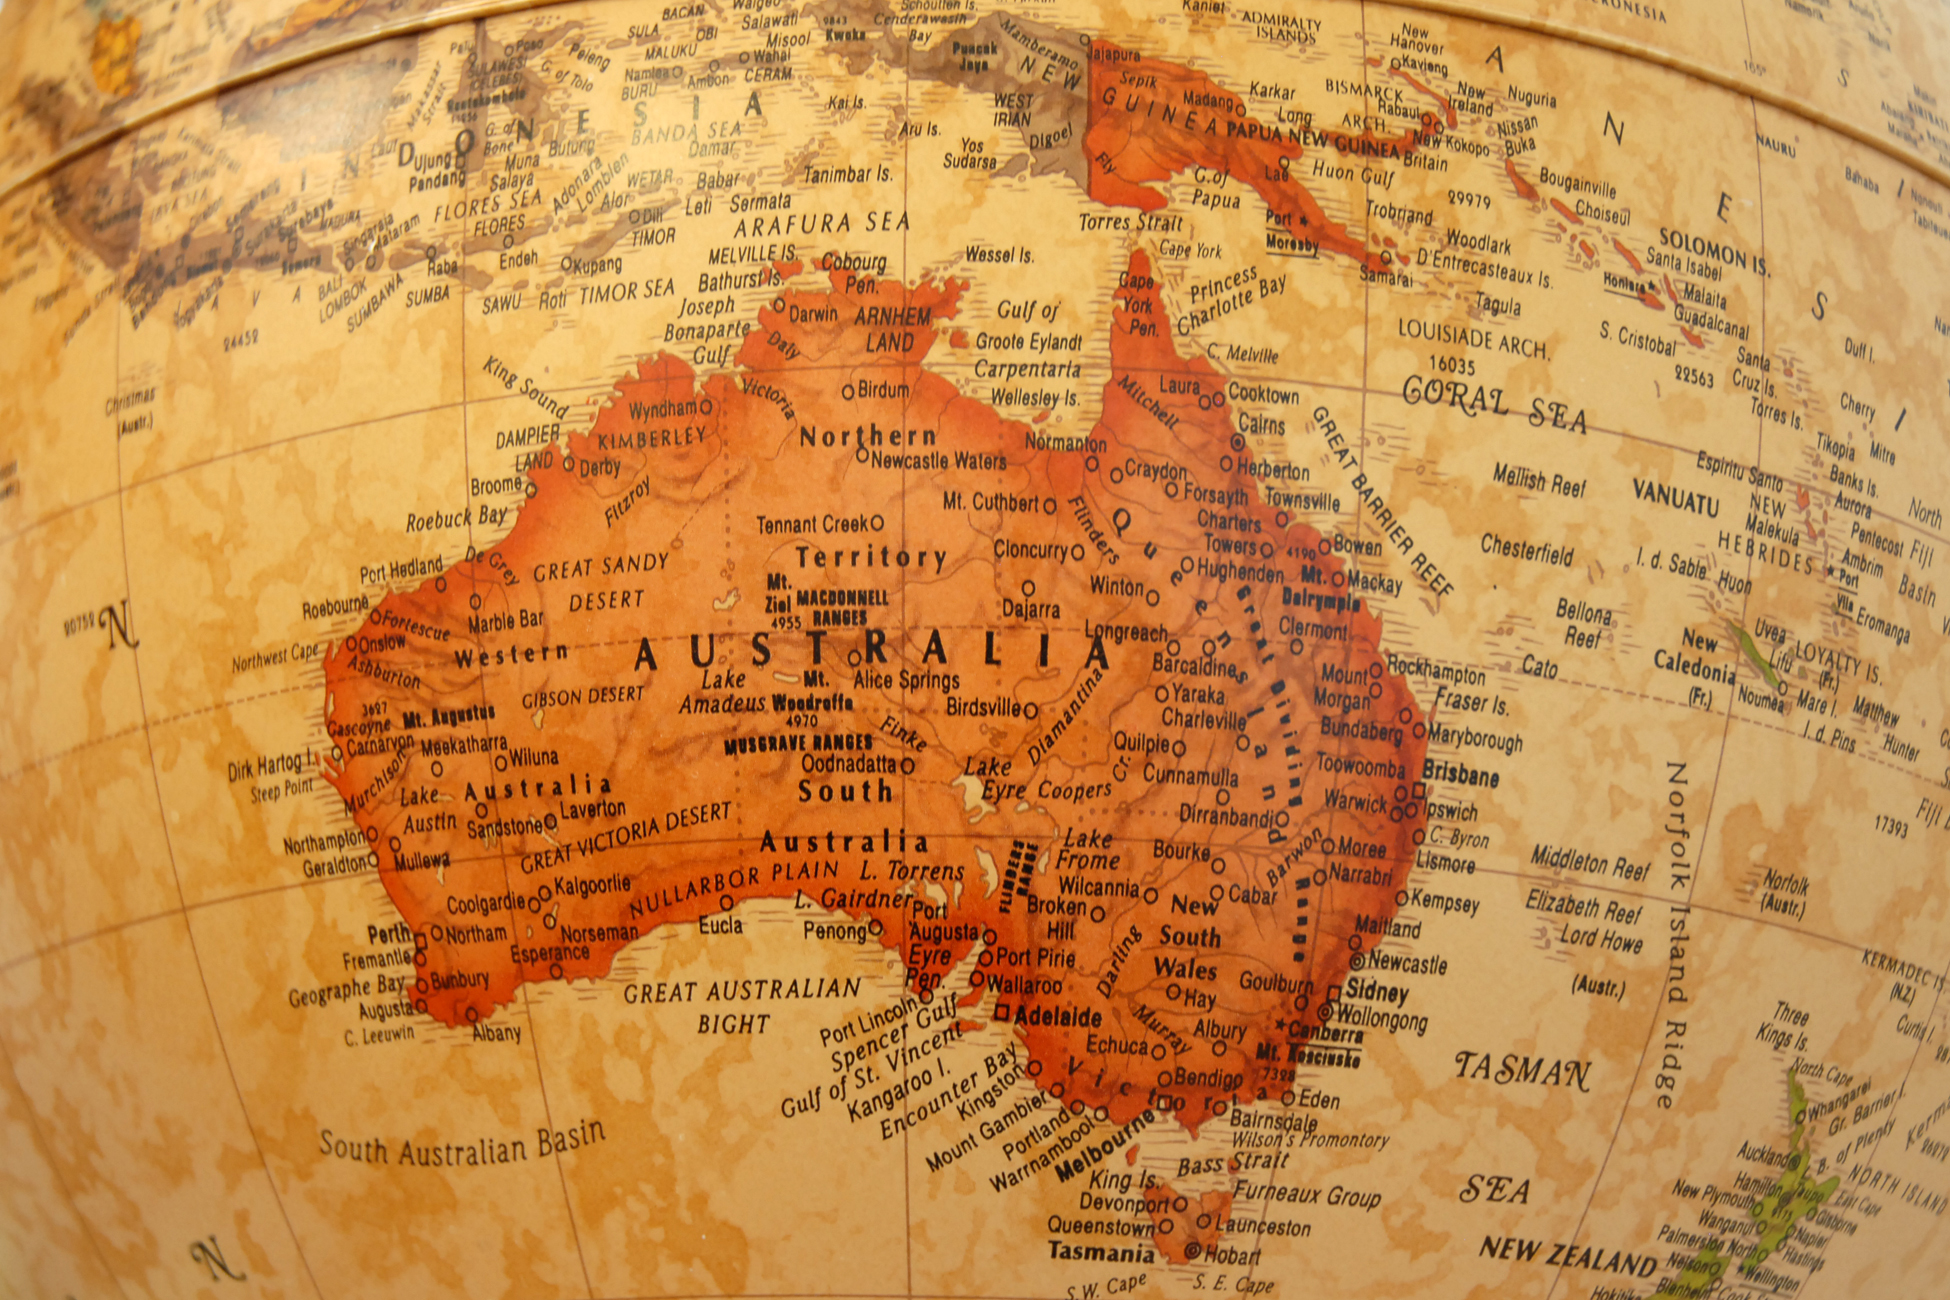 BACAN
Salawati
Misool
Kwoka
Cenderawasih
Bay
Schouten Is.
Mamberamo
Jajapura
Kaniet
ADMIRALTY
ISLANDS
New
Hanover
Kavieng
SULA
OBI
MALUKU
Wahai
Namlea
Ambon
CERAM
BURU
Peleng
G. of Tolo
Puncak
Jaya
NEW
GUINEA
Sepik
Madang
Karkar
Long
BISMARCK
ARCH.
Rabaul
New
Ireland
Nuguria
Nissan
Buka
INDONESIA
BANDA SEA
Damar
Kai Is.
Aru Is.
WEST
IRIAN
Digoel
Yos
Sudarsa
PAPUA NEW GUINEA
New
Britain
Kokopo
Lae
Huon Gulf
Fly
G. of
Papua
NAURU
Makassar
Strait
G. of
Bone
Muna
Butung
Dujung
Pandang
Salaya
FLORES SEA
FLORES
Adonara
Lomblen
Alor
WETAR
Babar
Tanimbar Is.
Leti
Sermata
Dili
TIMOR
ARAFURA SEA
Torres Strait
Port
Moresby
Trobriand
29979
Bougainville
Choiseul
Woodlark
D'Entrecasteaux Is.
Samarai
Tagula
SOLOMON IS.
Santa Isabel
Malaita
Honiara
Guadalcanal
S. Cristobal
Santa
Cruz Is.
Duff I.
Mataram
BALI
LOMBOK
SUMBAWA
Raba
SUMBA
Endeh
Kupang
SAWU
Roti
TIMOR SEA
24452
MELVILLE IS.
Bathurst Is.
Cobourg
Pen.
Wessel Is.
Cape York
Cape
York
Pen.
Princess
Charlotte Bay
Joseph
Bonaparte
Gulf
Darwin
ARNHEM
LAND
Daly
Gulf of
Groote Eylandt
Carpentaria
Wellesley Is.
C. Melville
LOUISIADE ARCH.
16035
22563
CORAL SEA
Torres Is.
Cherry
Tikopia
Mitre
Banks Is.
Christmas
(Austr.)
King Sound
Wyndham
Victoria
Birdum
Laura
Cooktown
Mitchell
Cairns
DAMPIER
LAND
KIMBERLEY
Derby
Broome
Roebuck Bay
Fitzroy
Northern
Newcastle Waters
Normanton
Craydon
Herberton
Forsayth
Townsville
Charters
Towers
4190
Bowen
GREAT BARRIER REEF
Mellish Reef
VANUATU
Espiritu Santo
NEW
HEBRIDES
Malekula
Aurora
Pentecost
Ambrim
Port
Vila
Eromanga
North
Fiji
Basin
Mt. Cuthbert
Tennant Creek
Cloncurry
Flinders
Hughenden
Mt.
Dalrymple
Mackay
Chesterfield
I. d. Sable
Huon
Port Hedland
De Grey
GREAT SANDY
DESERT
Territory
Mt.
Ziel
4955
MACDONNELL
RANGES
Dajarra
Winton
Queensland
Great Dividing Range
Clermont
Bellona
Reef
Roebourne
Fortescue
Marble Bar
Onslow
Northwest Cape
Ashburton
Western
AUSTRALIA
Longreach
Barcaldine
Mount
Morgan
Rockhampton
Cato
New
Caledonia
(Fr.)
Uvea
LOYALTY IS.
(Fr.)
Lifu
Noumea
Mare I.
Matthew
Hunter
I. d. Pins
Lake
Amadeus
Mt.
Woodroffe
4970
Alice Springs
GIBSON DESERT
Birdsville
Diamantina
Yaraka
Charleville
Fraser Is.
Bundaberg
Maryborough
3627
Gascoyne
Mt. Augustus
Carnarvon
Meekatharra
Wiluna
MUSGRAVE RANGES
Finke
Oodnadatta
Quilpie
Toowoomba
Brisbane
Dirk Hartog I.
Steep Point
Murchison
Lake
Austin
Australia
Sandstone
Laverton
South
Australia
Lake
Eyre
Coopers
Cr.
Cunnamulla
Dirranbandi
Warwick
Ipswich
C. Byron
Lismore
17393
Northampton
Geraldton
Mullewa
GREAT VICTORIA DESERT
Lake
Frome
Bourke
Barwon
Moree
Narrabri
Middleton Reef
Norfolk
(Austr.)
Coolgardie
Kalgoorlie
NULLARBOR PLAIN
L. Torrens
L. Gairdner
FLINDERS
RANGE
Wilcannia
Broken
Hill
Cabar
New
South
Wales
Kempsey
Elizabeth Reef
Lord Howe
(Austr.)
Norfolk Island Ridge
KERMADEC IS.
(N.Z.)
Perth
Northam
Norseman
Fremantle
Esperance
Eucla
Penong
Port
Augusta
Eyre
Pen.
Port Pirie
Wallaroo
Darling
Maitland
Newcastle
Geographe Bay
Bunbury
Augusta
C. Leeuwin
Albany
GREAT AUSTRALIAN
BIGHT
Port Lincoln
Spencer Gulf
Gulf of St. Vincent
Kangaroo I.
Encounter Bay
Adelaide
Hay
Goulburn
Sidney
Wollongong
Murray
Albury
Canberra
Echuca
Mt. Kosciusko
7328
Three
Kings Is.
TASMAN
SEA
Kingston
Mount Gambier
Portland
Warrnambool
Melbourne
Victoria
Bendigo
Bairnsdale
Eden
Wilson's Promontory
North Cape
Whangarei
Gr. Barrier I.
South Australian Basin
King Is.
Bass Strait
Furneaux Group
Devonport
Launceston
Queenstown
Tasmania
Hobart
S.W. Cape
S. E. Cape
Auckland
B. of Plenty
Hamilton
Taupo
East Cape
NORTH ISLAND
New Plymouth
Gisborne
Wanganui
Napier
Palmerston North
Hastings
NEW ZEALAND
Nelson
Wellington
Blenheim
Hokitika